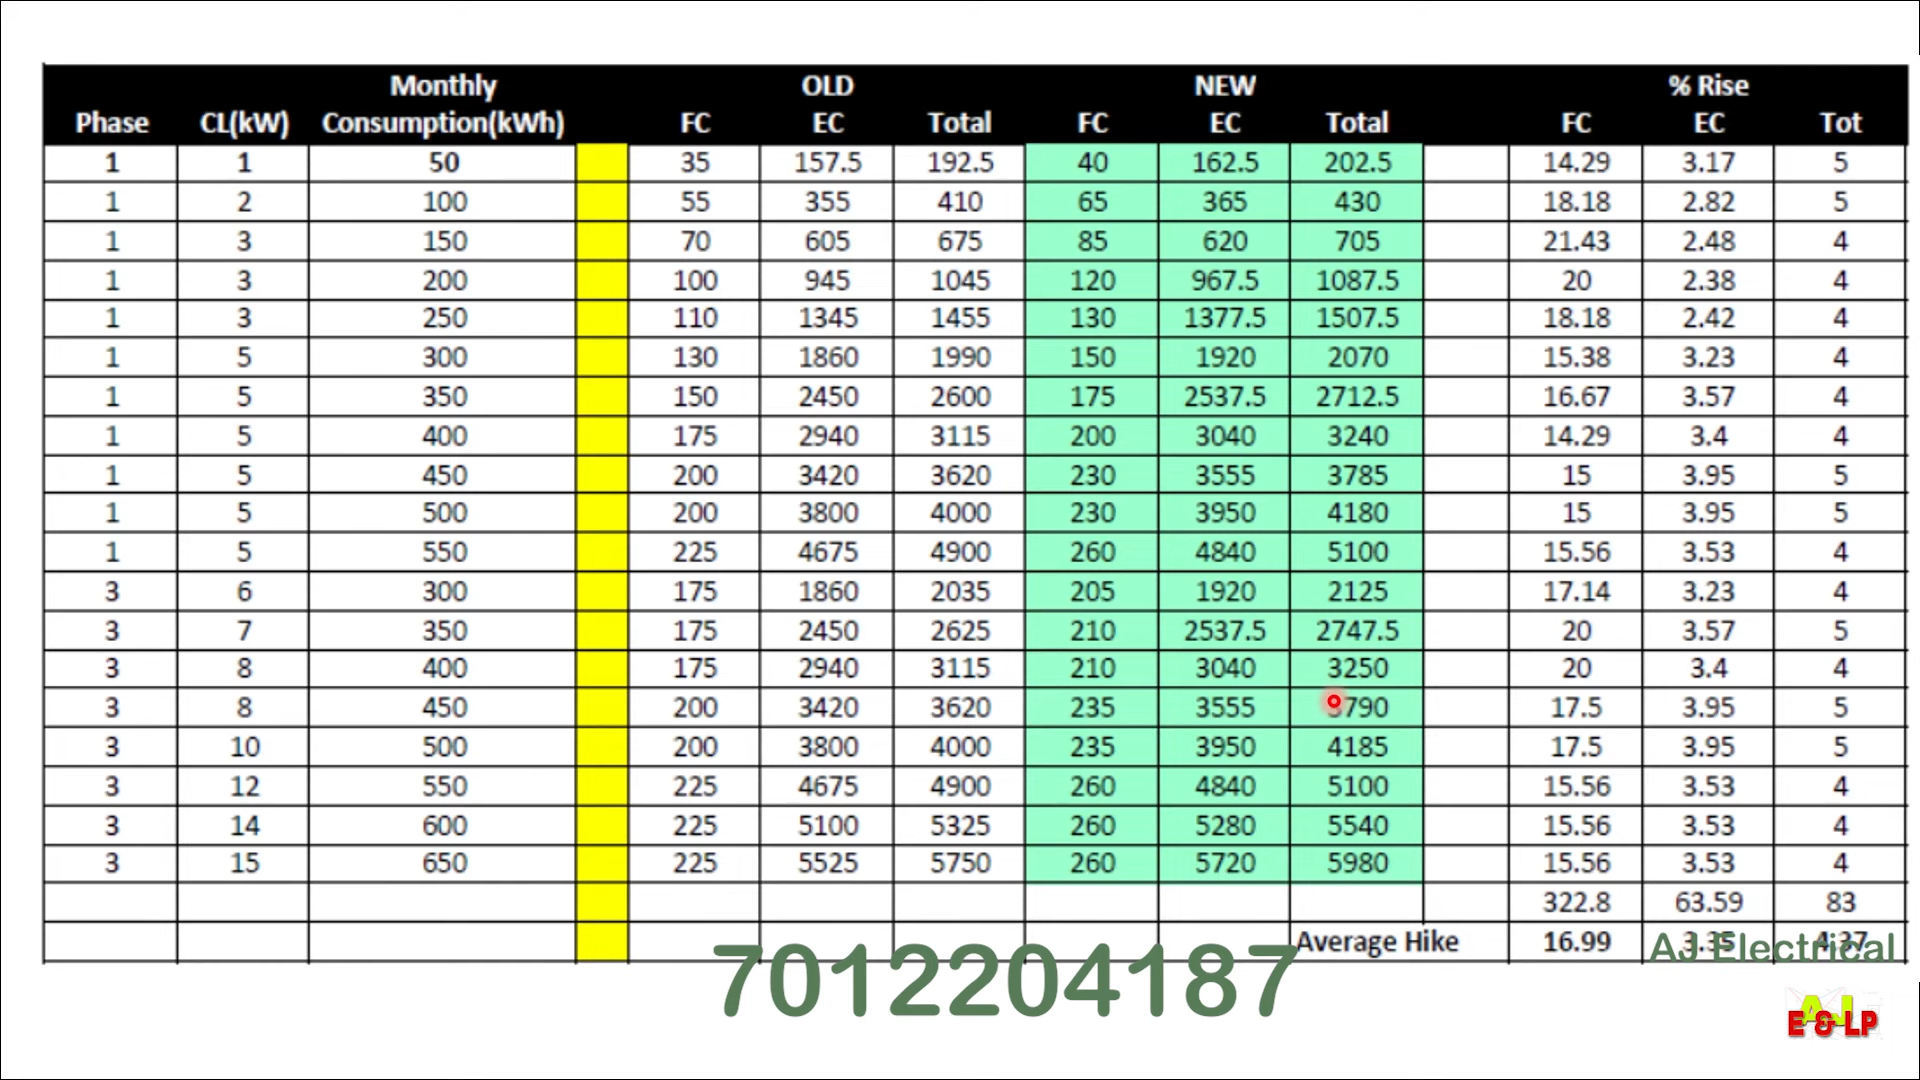 Monthly OLD NEW % Rise
Phase CL(kW) Consumption(kWh) FC EC Total FC EC Total FC EC Tot
1 1 50 35 157.5 192.5 40 162.5 202.5 14.29 3.17 5
1 2 100 55 355 410 65 365 430 18.18 2.82 5
1 3 150 70 605 675 85 620 705 21.43 2.48 4
1 3 200 100 945 1045 120 967.5 1087.5 20 2.38 4
1 3 250 110 1345 1455 130 1377.5 1507.5 18.18 2.42 4
1 5 300 130 1860 1990 150 1920 2070 15.38 3.23 4
1 5 350 150 2450 2600 175 2537.5 2712.5 16.67 3.57 4
1 5 400 175 2940 3115 200 3040 3240 14.29 3.4 4
1 5 450 200 3420 3620 230 3555 3785 15 3.95 5
1 5 500 200 3800 4000 230 3950 4180 15 3.95 5
1 5 550 225 4675 4900 260 4840 5100 15.56 3.53 4
3 6 300 175 1860 2035 205 1920 2125 17.14 3.23 4
3 7 350 175 2450 2625 210 2537.5 2747.5 20 3.57 5
3 8 400 175 2940 3115 210 3040 3250 20 3.4 4
3 8 450 200 3420 3620 235 3555 3790 17.5 3.95 5
3 10 500 200 3800 4000 235 3950 4185 17.5 3.95 5
3 12 550 225 4675 4900 260 4840 5100 15.56 3.53 4
3 14 600 225 5100 5325 260 5280 5540 15.56 3.53 4
3 15 650 225 5525 5750 260 5720 5980 15.56 3.53 4
322.8 63.59 83
Average Hike 16.99 3.35 4.37
AJ Electrical
7012204187
AJ
E & LP